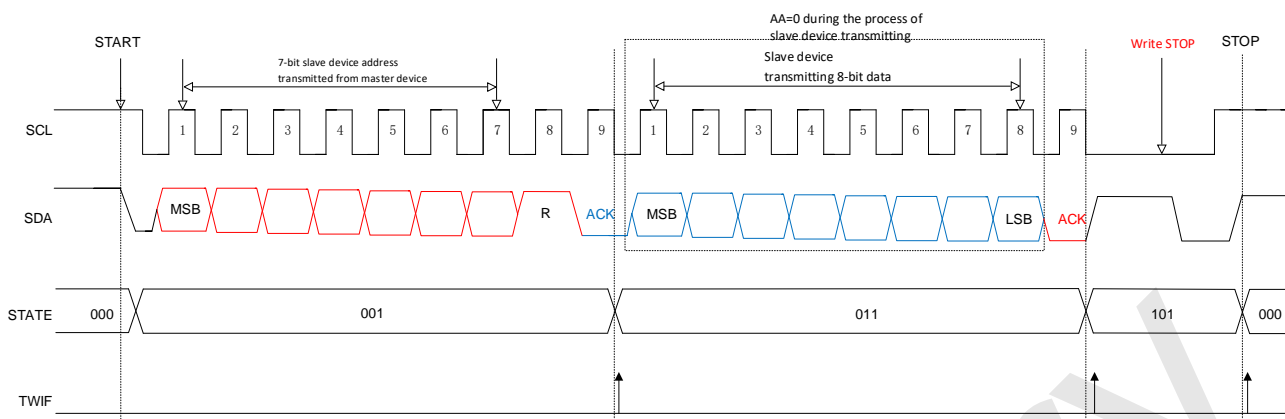 AA=0 during the process of
slave device transmitting
START
7-bit slave device address
transmitted from master device
Slave device
transmitting 8-bit data
Write STOP
STOP
SCL
1 2 3 4 5 6 7 8 9 1 2 3 4 5 6 7 8 9
SDA
MSB R ACK MSB LSB ACK
STATE
000 001 011 101 000
TWIF